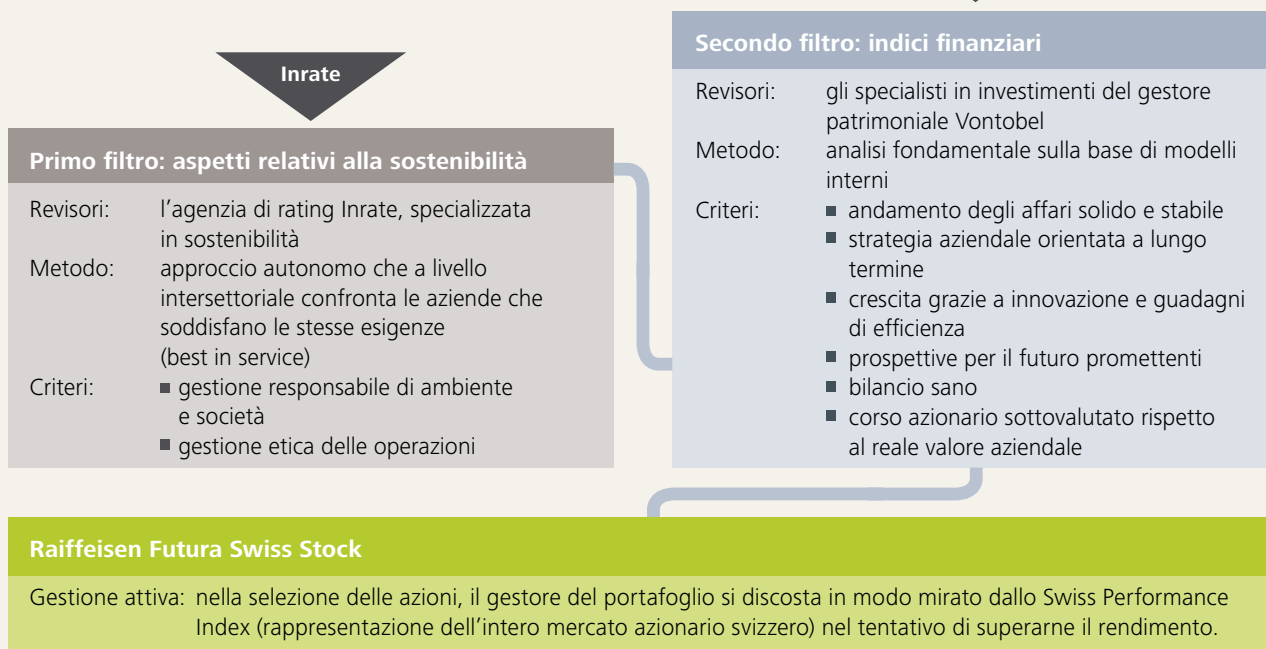 Inrate
Primo filtro: aspetti relativi alla sostenibilità
Revisori: l'agenzia di rating Inrate, specializzata
in sostenibilità
Metodo: approccio autonomo che a livello
intersettoriale confronta le aziende che
soddisfano le stesse esigenze
(best in service)
Criteri: ■ gestione responsabile di ambiente
e società
■ gestione etica delle operazioni
Secondo filtro: indici finanziari
Revisori: gli specialisti in investimenti del gestore
patrimoniale Vontobel
Metodo: analisi fondamentale sulla base di modelli
interni
Criteri: ■ andamento degli affari solido e stabile
■ strategia aziendale orientata a lungo
termine
■ crescita grazie a innovazione e guadagni
di efficienza
■ prospettive per il futuro promettenti
■ bilancio sano
■ corso azionario sottovalutato rispetto
al reale valore aziendale
Raiffeisen Futura Swiss Stock
Gestione attiva: nella selezione delle azioni, il gestore del portafoglio si discosta in modo mirato dallo Swiss Performance
Index (rappresentazione dell'intero mercato azionario svizzero) nel tentativo di superarne il rendimento.